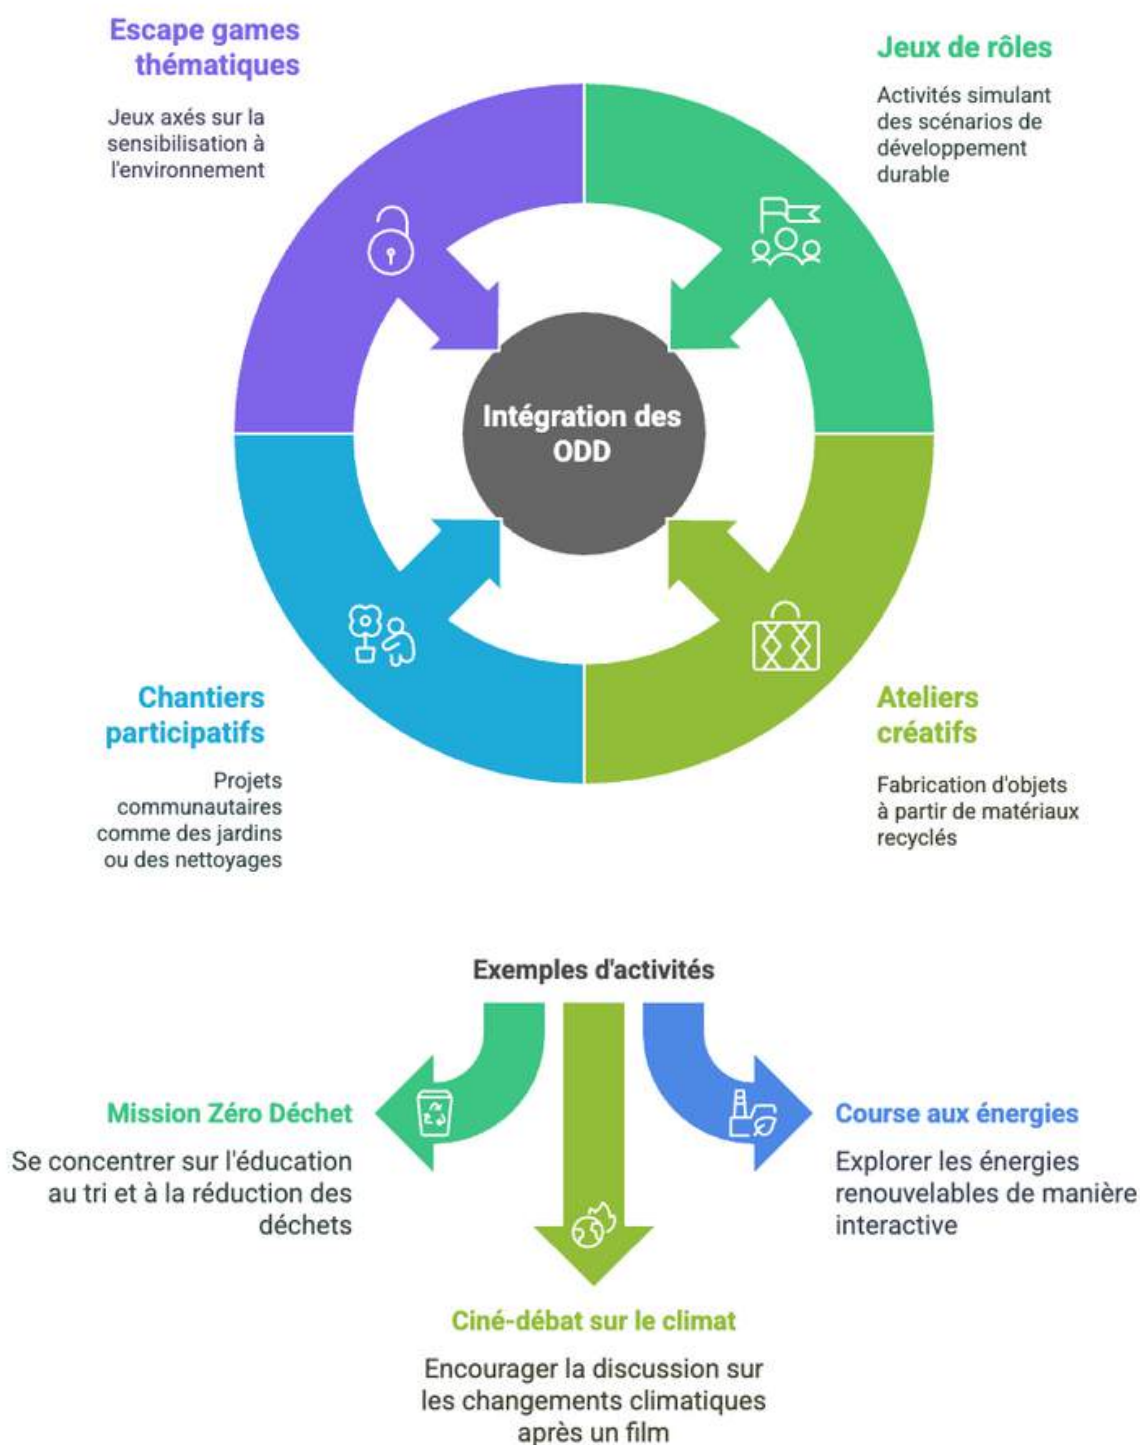 Escape games
thématiques
Jeux axés sur la
sensibilisation à
l'environnement
Jeux de rôles
Activités simulant
des scénarios de
développement
durable
Intégration des
ODD
Chantiers
participatifs
Projets
communautaires
comme des jardins
ou des nettoyages
Ateliers
créatifs
Fabrication d'objets
à partir de matériaux
recyclés
Exemples d'activités
Mission Zéro Déchet
Se concentrer sur l'éducation
au tri et à la réduction des
déchets
Course aux énergies
Explorer les énergies
renouvelables de manière
interactive
Ciné-débat sur le climat
Encourager la discussion sur
les changements climatiques
après un film